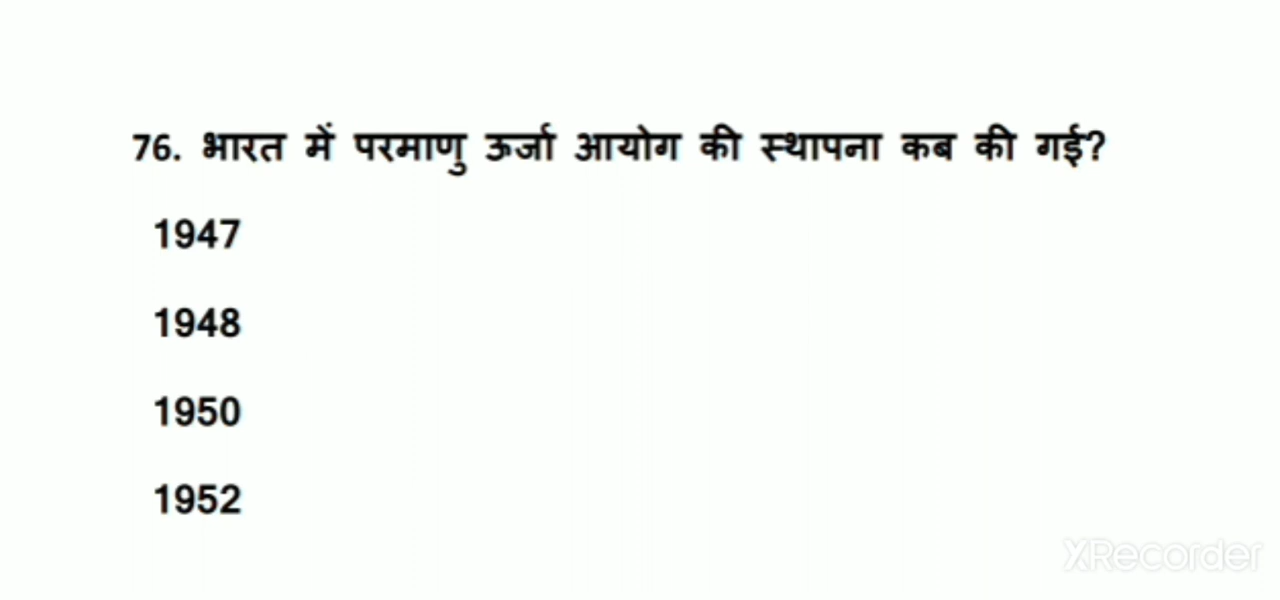 76. भारत में परमाणु ऊर्जा आयोग की स्थापना कब की गई?
1947
1948
1950
1952
XRecorder